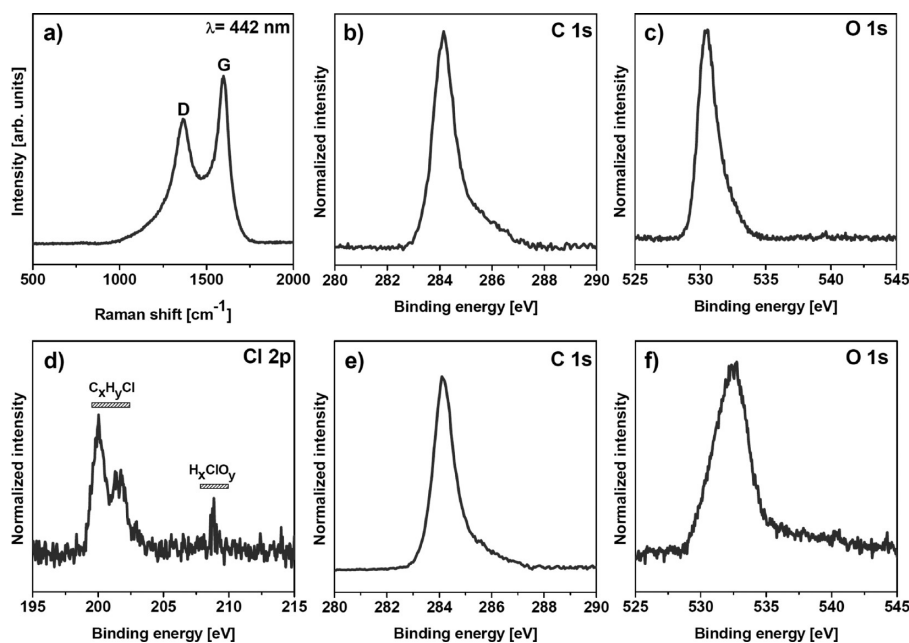 a)
λ= 442 nm
D
G
Intensity [arb. units]
500 1000 1500 2000
Raman shift [cm⁻¹]
b)
C 1s
Normalized intensity
280 282 284 286 288 290
Binding energy [eV]
c)
O 1s
Normalized intensity
525 530 535 540 545
Binding energy [eV]
d)
Cl 2p
CₓHᵧCl
HₓClOᵧ
Normalized intensity
195 200 205 210 215
Binding energy [eV]
e)
C 1s
Normalized intensity
280 282 284 286 288 290
Binding energy [eV]
f)
O 1s
Normalized intensity
525 530 535 540 545
Binding energy [eV]